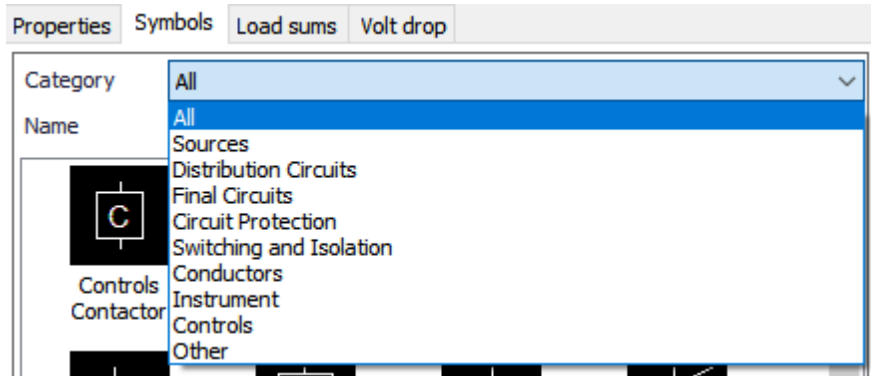 Properties Symbols Load sums Volt drop
Category All
Name
All
Sources
Distribution Circuits
Final Circuits
Circuit Protection
Switching and Isolation
Conductors
Instrument
Controls
Other
C
Controls
Contactor